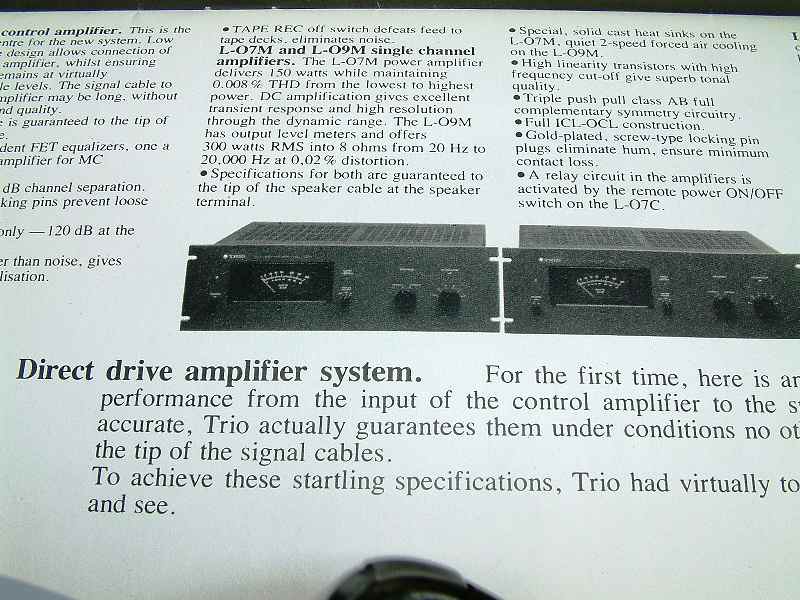 control amplifier. This is the
ntre for the new system. Low
design allows connection of
amplifier, whilst ensuring
emains at virtually
le levels. The signal cable to
mplifier may be long, without
nd quality.
e is guaranteed to the tip of
e.
dent FET equalizers, one a
amplifier for MC
dB channel separation.
king pins prevent loose
only — 120 dB at the
er than noise, gives
lisation.
● TAPE REC off switch defeats feed to
tape decks, eliminates noise.
L-O7M and L-O9M single channel
amplifiers. The L-O7M power amplifier
delivers 150 watts while maintaining
0.008% THD from the lowest to highest
power. DC amplification gives excellent
transient response and high resolution
through the dynamic range. The L-O9M
has output level meters and offers
300 watts RMS into 8 ohms from 20 Hz to
20,000 Hz at 0,02% distortion.
● Specifications for both are guaranteed to
the tip of the speaker cable at the speaker
terminal.
● Special, solid cast heat sinks on the
L-O7M, quiet 2-speed forced air cooling
on the L-O9M.
● High linearity transistors with high
frequency cut-off give superb tonal
quality.
● Triple push pull class AB full
complementary symmetry circuitry.
● Full ICL-OCL construction.
● Gold-plated, screw-type locking pin
plugs eliminate hum, ensure minimum
contact loss.
● A relay circuit in the amplifiers is
activated by the remote power ON/OFF
switch on the L-O7C.
TRIO
TRIO
Direct drive amplifier system. For the first time, here is an
performance from the input of the control amplifier to the s
accurate, Trio actually guarantees them under conditions no ot
the tip of the signal cables.
To achieve these startling specifications, Trio had virtually to
and see.